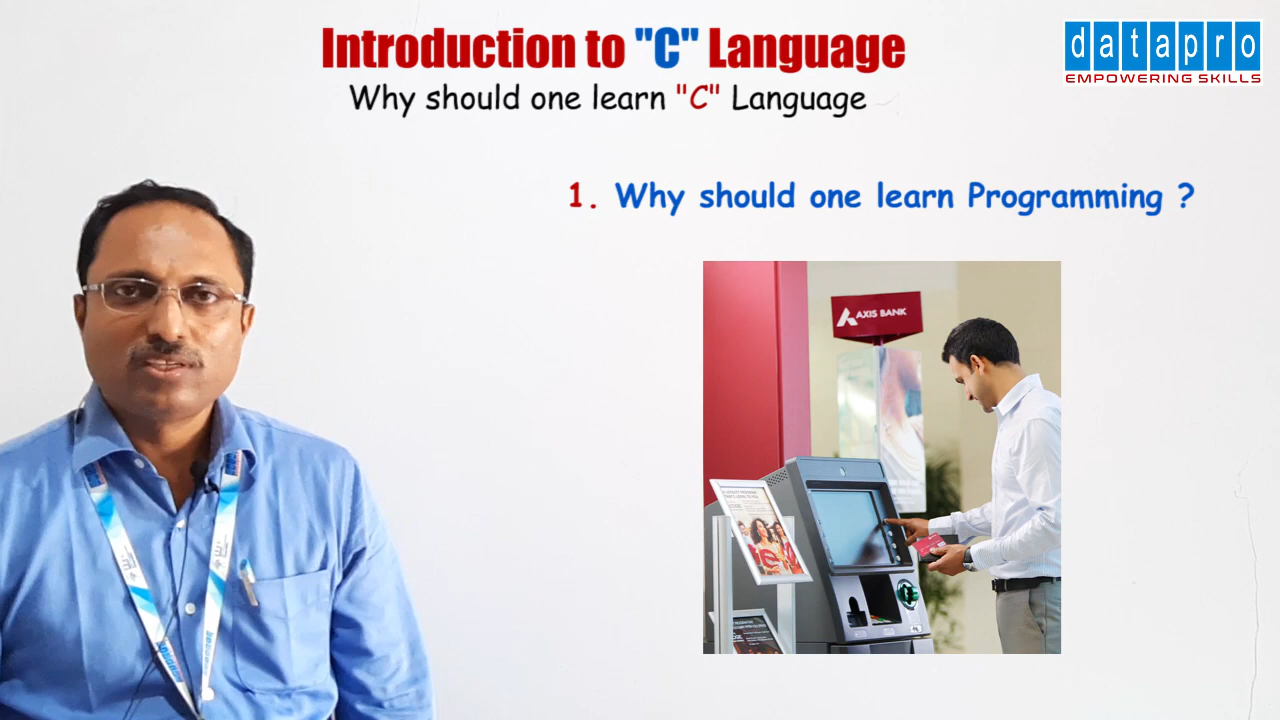 Introduction to "C" Language
Why should one learn "C" Language
datapro
EMPOWERING SKILLS
1. Why should one learn Programming ?
AXIS BANK